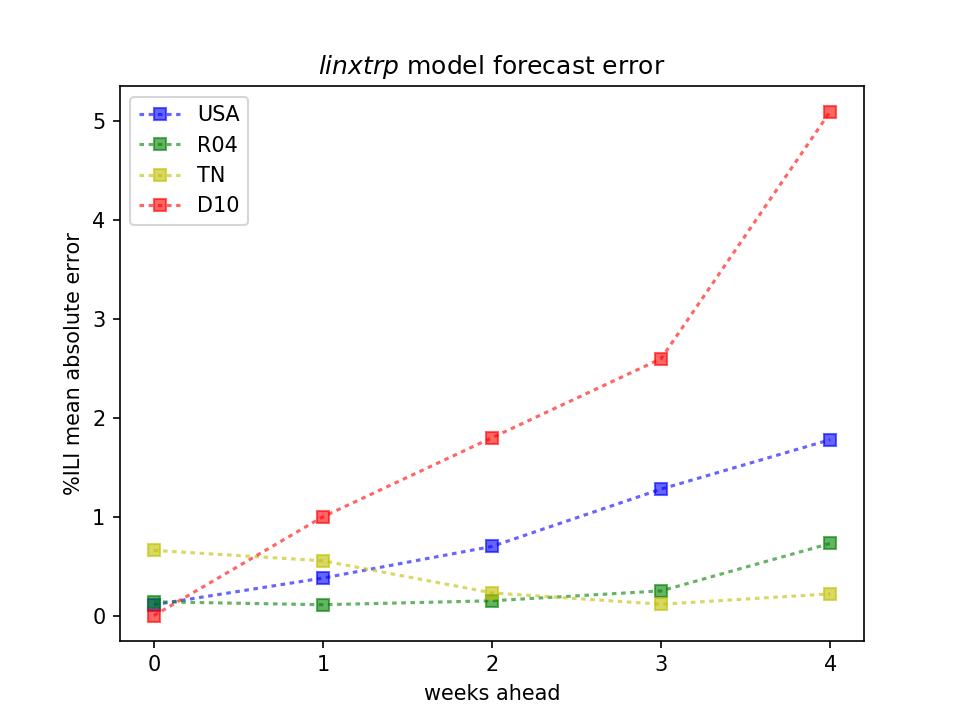 linxtrp model forecast error
USA
R04
TN
D10
%ILI mean absolute error
5
4
3
2
1
0
0 1 2 3 4
weeks ahead